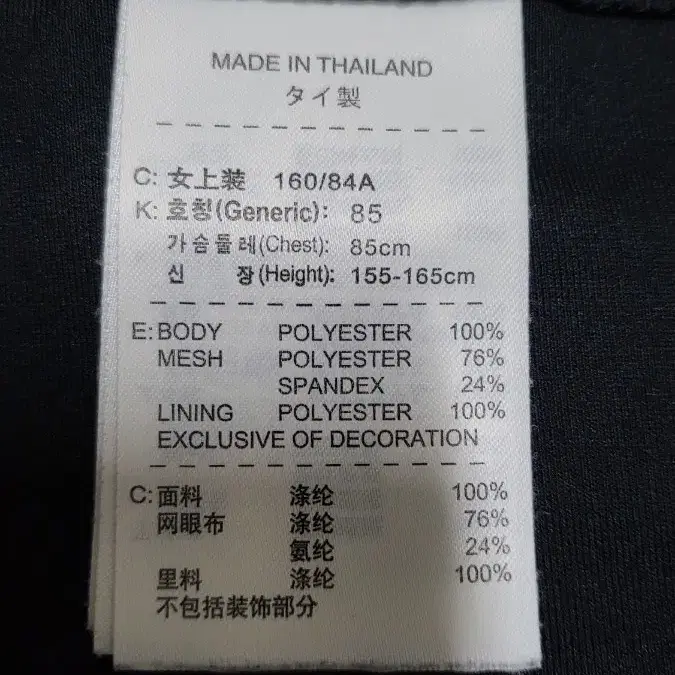 MADE IN THAILAND
タイ製
C: 女上装 160/84A
K: 호칭(Generic): 85
가슴둘레(Chest): 85cm
신 장(Height): 155-165cm
E: BODY POLYESTER 100%
MESH POLYESTER 76%
SPANDEX 24%
LINING POLYESTER 100%
EXCLUSIVE OF DECORATION
C: 面料 涤纶 100%
网眼布 涤纶 76%
氨纶 24%
里料 涤纶 100%
不包括装饰部分